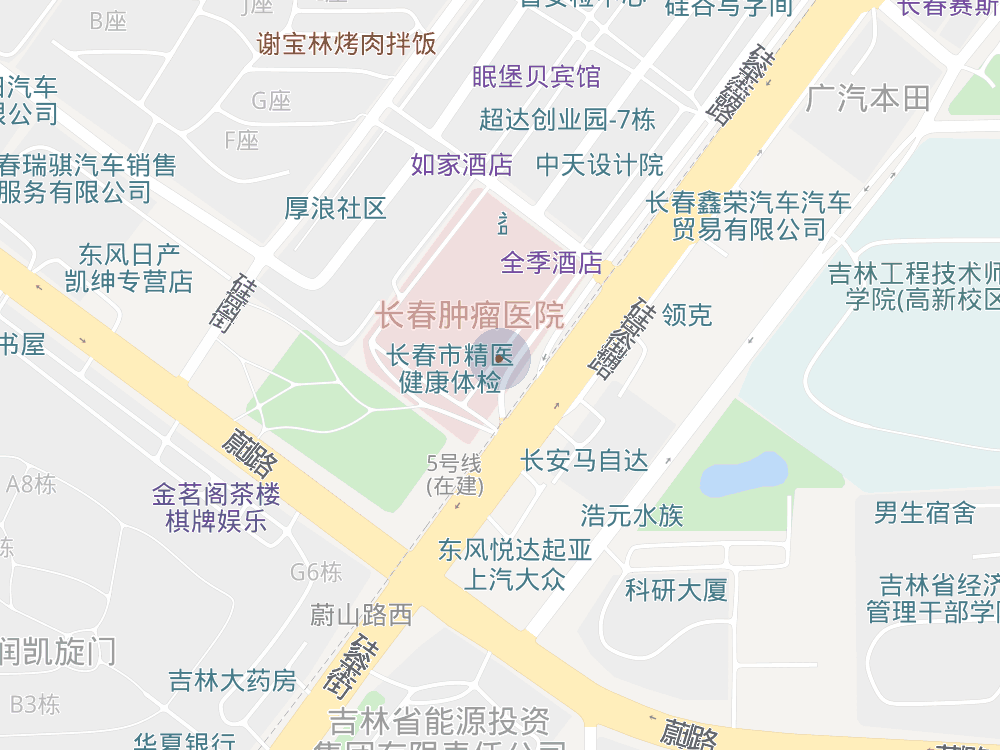 J座
B座
硅谷与子间
长春赛斯
谢宝林烤肉拌饭
眠堡贝宾馆
广汽本田
G座
超达创业园-7栋
F座
如家酒店
中天设计院
春瑞骐汽车销售
服务有限公司
厚浪社区
长春鑫荣汽车汽车
贸易有限公司
东风日产
凯绅专营店
全季酒店
吉林工程技术师
学院(高新校区
长春肿瘤医院
领克
书屋
长春市精医
健康体检
蔚山路
5号线
(在建)
长安马自达
A8栋
金茗阁茶楼
棋牌娱乐
浩元水族
男生宿舍
栋
东风悦达起亚
上汽大众
G6栋
科研大厦
吉林省经济
管理干部学院
蔚山路西
润凯旋门
吉林大药房
B3栋
吉林省能源投资
集团有限责任公司
华夏银行